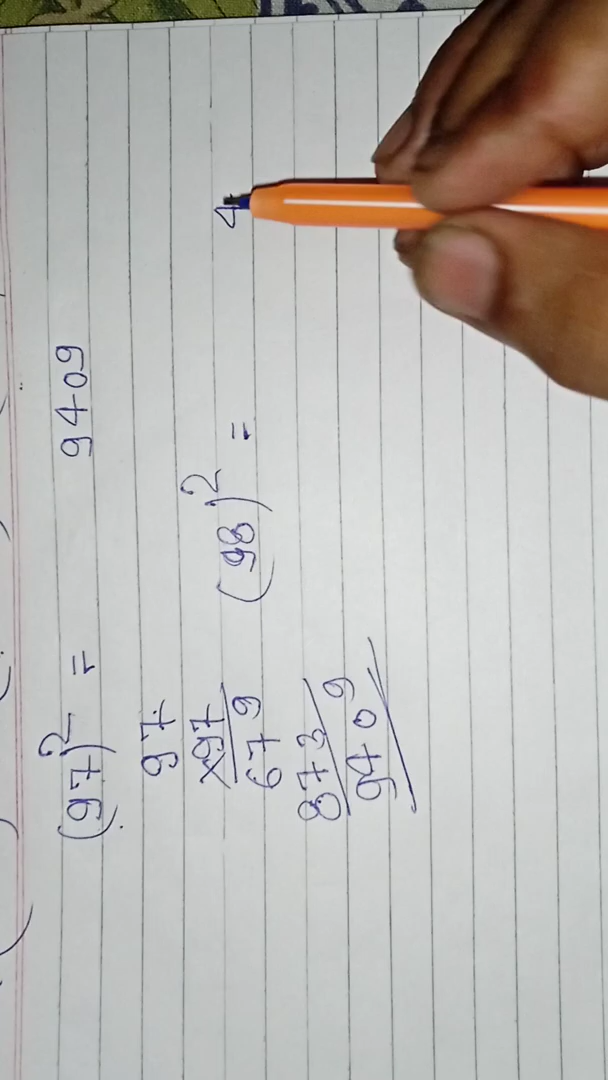 (97)² = 9409
97
×97
679
873
9409
(98)² = 4